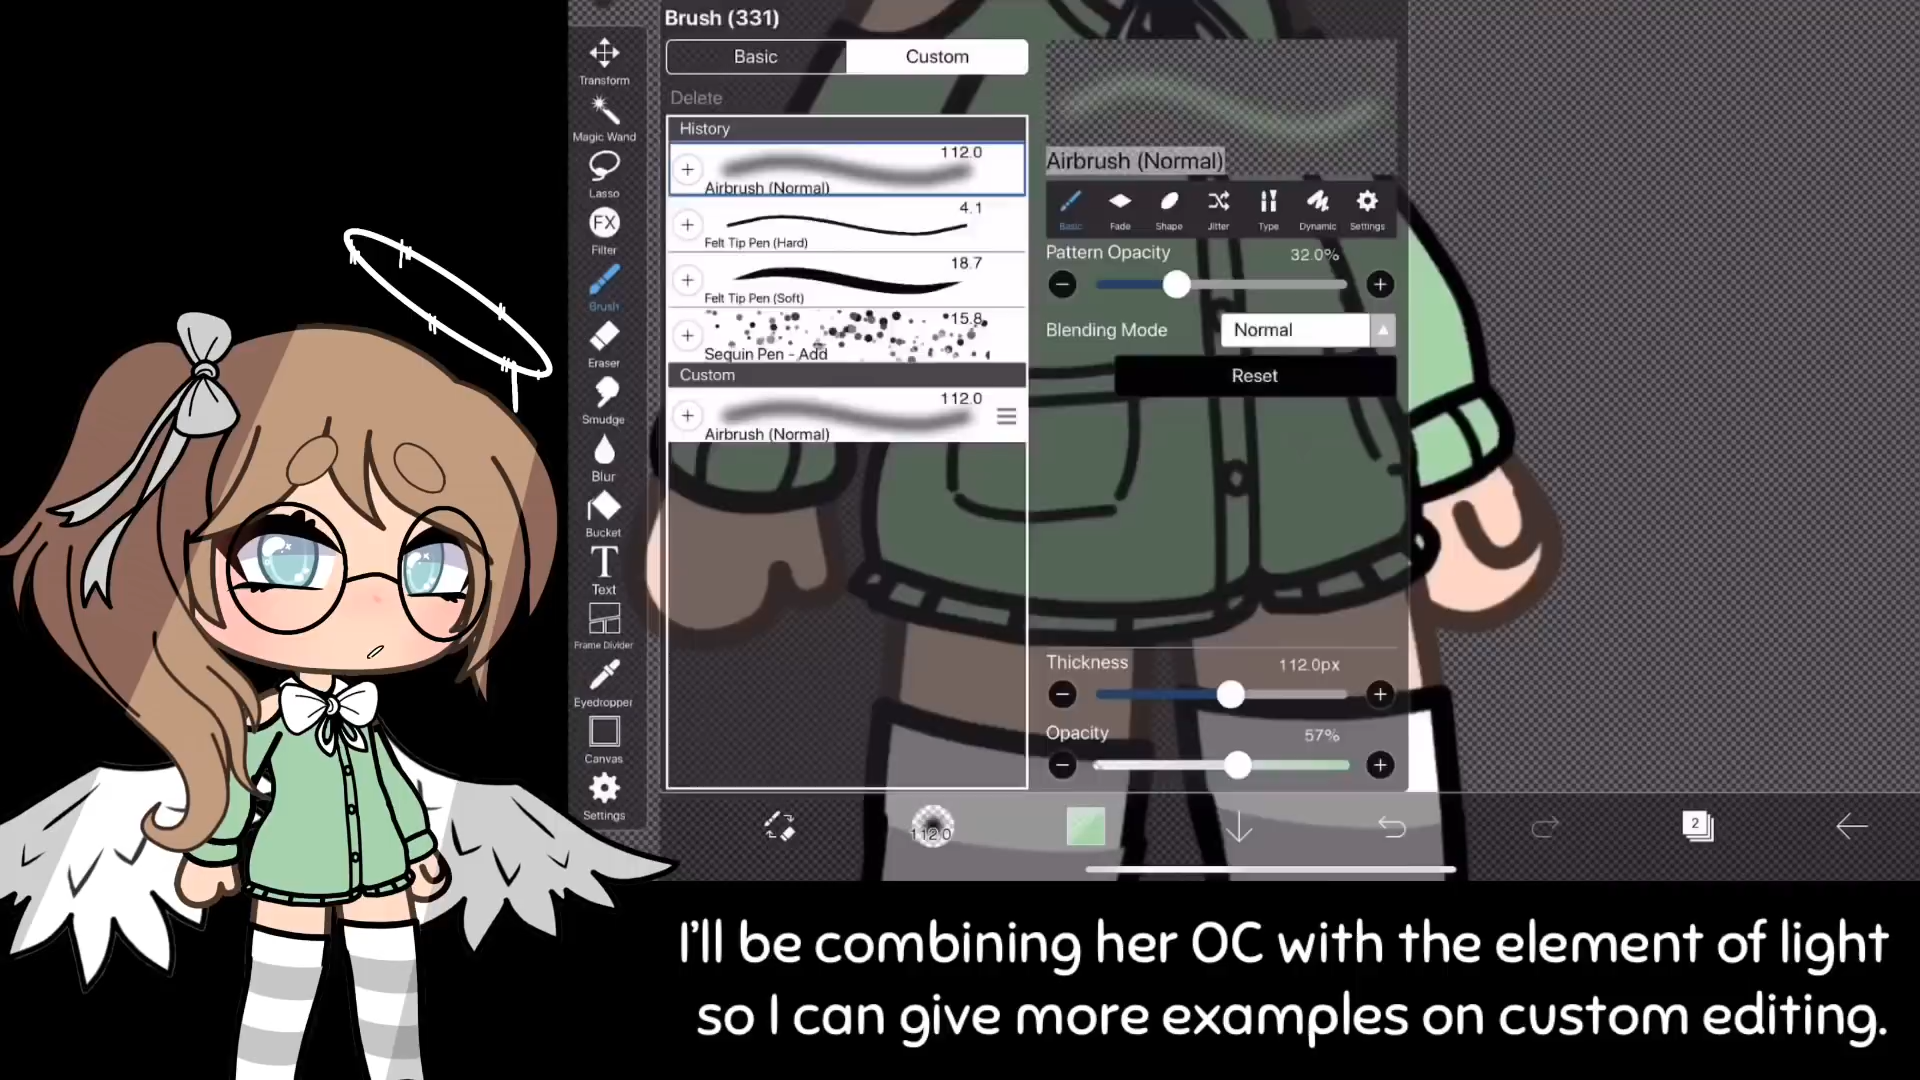 Brush (331)
Basic
Custom
Delete
History
112.0
Airbrush (Normal)
4.1
Felt Tip Pen (Hard)
18.7
Felt Tip Pen (Soft)
15.8
Sequin Pen - Add
Custom
112.0
Airbrush (Normal)
Transform
Magic Wand
Lasso
FX
Filter
Brush
Eraser
Smudge
Blur
Bucket
T
Text
Frame Divider
Eyedropper
Canvas
Settings
Airbrush (Normal)
Basic
Fade
Shape
Jitter
Type
Dynamic
Settings
Pattern Opacity
32.0%
Blending Mode
Normal
Reset
Thickness
112.0px
Opacity
57%
112.0
2
I'll be combining her OC with the element of light
so I can give more examples on custom editing.